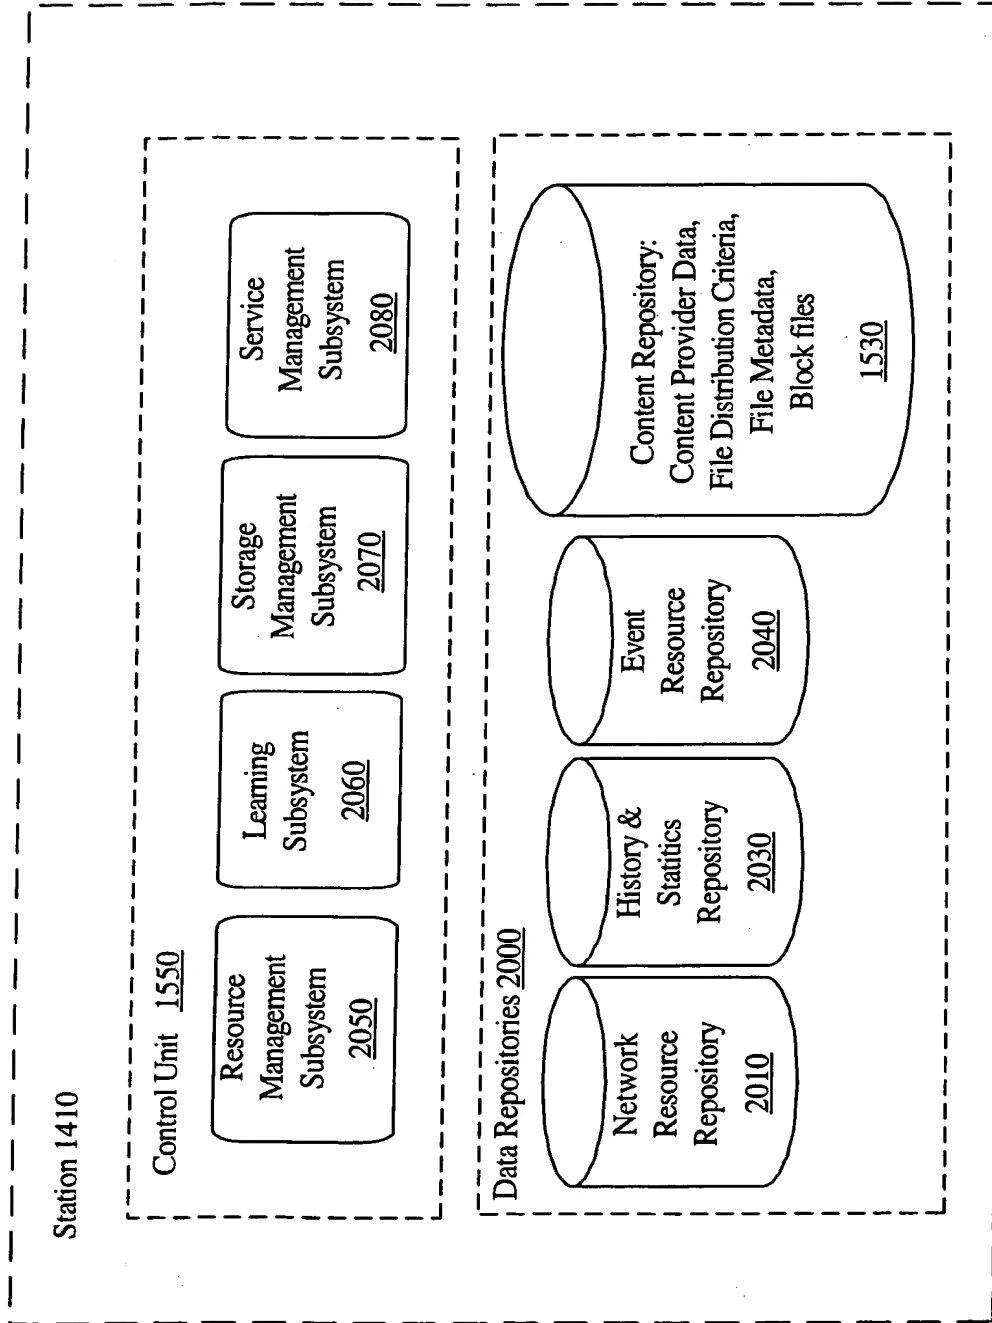 Station 1410
Control Unit 1550
Resource
Management
Subsystem
2050
Learning
Subsystem
2060
Storage
Management
Subsystem
2070
Service
Management
Subsystem
2080
Data Repositories 2000
Network
Resource
Repository
2010
History &
Statitics
Repository
2030
Event
Resource
Repository
2040
Content Repository:
Content Provider Data,
File Distribution Criteria,
File Metadata,
Block files
1530